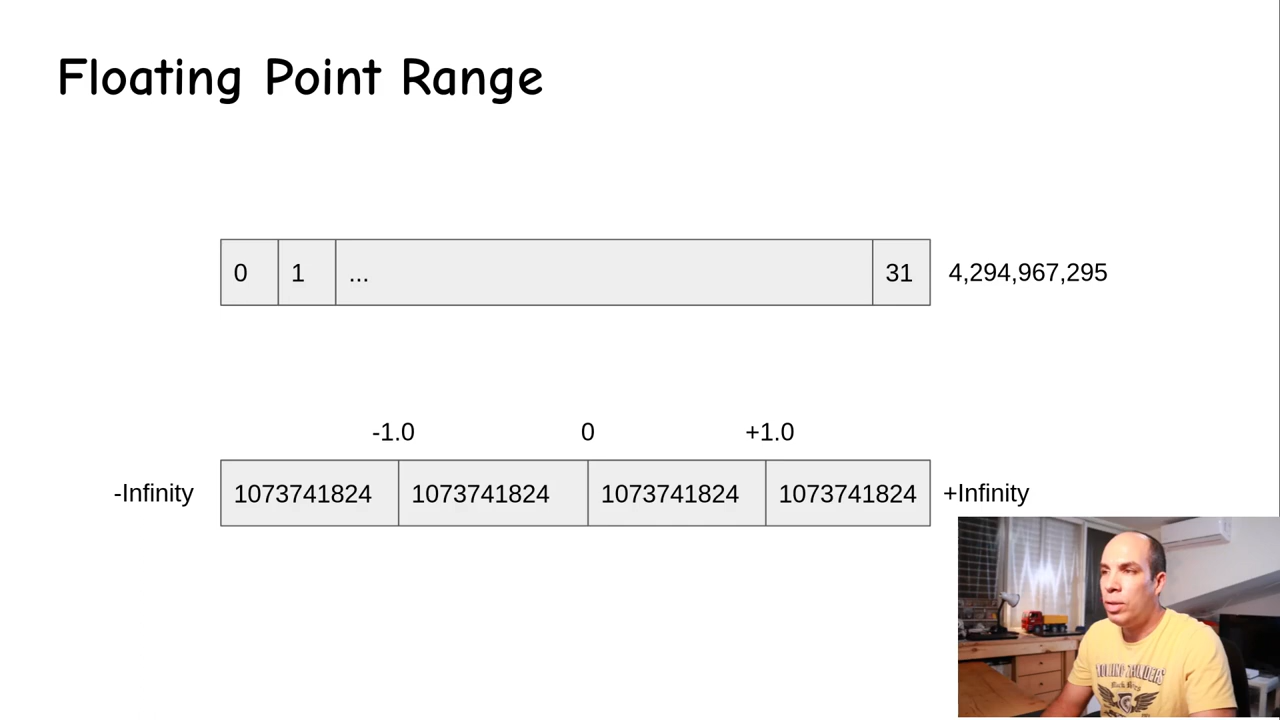 Floating Point Range
0 1 ... 31 4,294,967,295
-1.0 0 +1.0
-Infinity 1073741824 1073741824 1073741824 1073741824 +Infinity